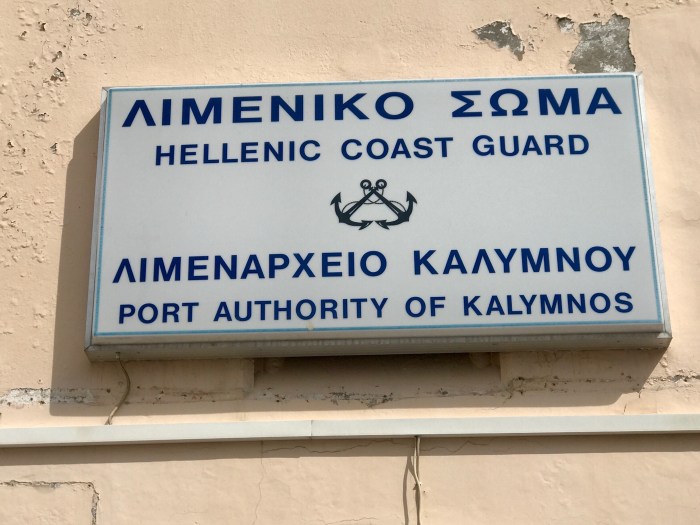 ΛΙΜΕΝΙΚΟ ΣΩΜΑ
HELLENIC COAST GUARD
ΛΙΜΕΝΑΡΧΕΙΟ ΚΑΛΥΜΝΟΥ
PORT AUTHORITY OF KALYMNOS